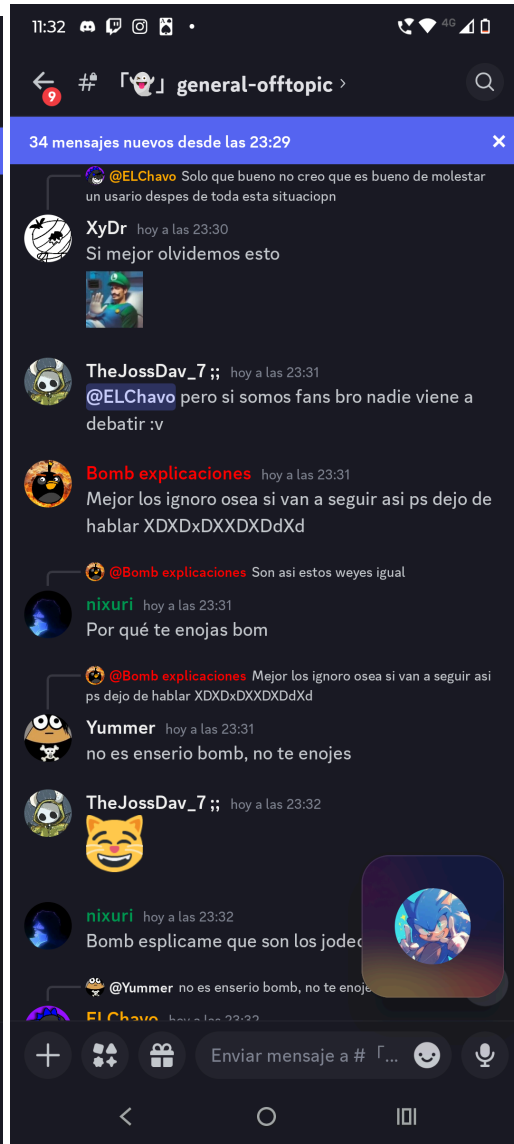 11:32
4G
9
# 「👻」general-offtopic ›
34 mensajes nuevos desde las 23:29 ×
@ELChavo Solo que bueno no creo que es bueno de molestar
un usario despes de toda esta situaciopn
XyDr hoy a las 23:30
Si mejor olvidemos esto
TheJossDav_7 ;; hoy a las 23:31
@ELChavo pero si somos fans bro nadie viene a
debatir :v
Bomb explicaciones hoy a las 23:31
Mejor los ignoro osea si van a seguir asi ps dejo de
hablar XDXDxDXXDXDdXd
@Bomb explicaciones Son asi estos weyes igual
nixuri hoy a las 23:31
Por qué te enojas bom
@Bomb explicaciones Mejor los ignoro osea si van a seguir asi
ps dejo de hablar XDXDxDXXDXDdXd
Yummer hoy a las 23:31
no es enserio bomb, no te enojes
TheJossDav_7 ;; hoy a las 23:32
😸
nixuri hoy a las 23:32
Bomb esplicame que son los
@Yummer no es enserio bomb, no te
ELChavo hoy a las 23:32
Enviar mensaje a # 「...